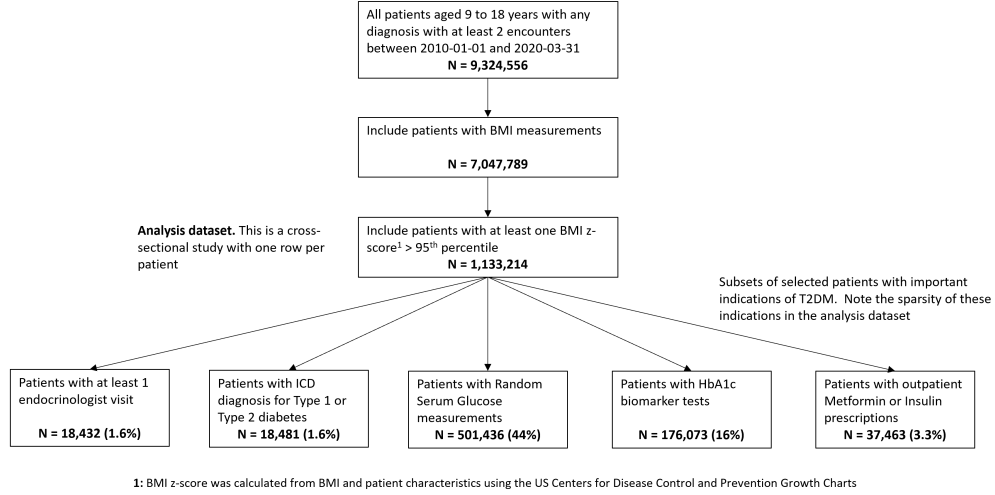 All patients aged 9 to 18 years with any
diagnosis with at least 2 encounters
between 2010-01-01 and 2020-03-31
N = 9,324,556
Include patients with BMI measurements
N = 7,047,789
Analysis dataset. This is a cross-
sectional study with one row per
patient
Include patients with at least one BMI z-
score¹ > 95th percentile
N = 1,133,214
Subsets of selected patients with important
indications of T2DM.  Note the sparsity of these
indications in the analysis dataset
Patients with at least 1
endocrinologist visit
N = 18,432 (1.6%)
Patients with ICD
diagnosis for Type 1 or
Type 2 diabetes
N = 18,481 (1.6%)
Patients with Random
Serum Glucose
measurements
N = 501,436 (44%)
Patients with HbA1c
biomarker tests
N = 176,073 (16%)
Patients with outpatient
Metformin or Insulin
prescriptions
N = 37,463 (3.3%)
1: BMI z-score was calculated from BMI and patient characteristics using the US Centers for Disease Control and Prevention Growth Charts